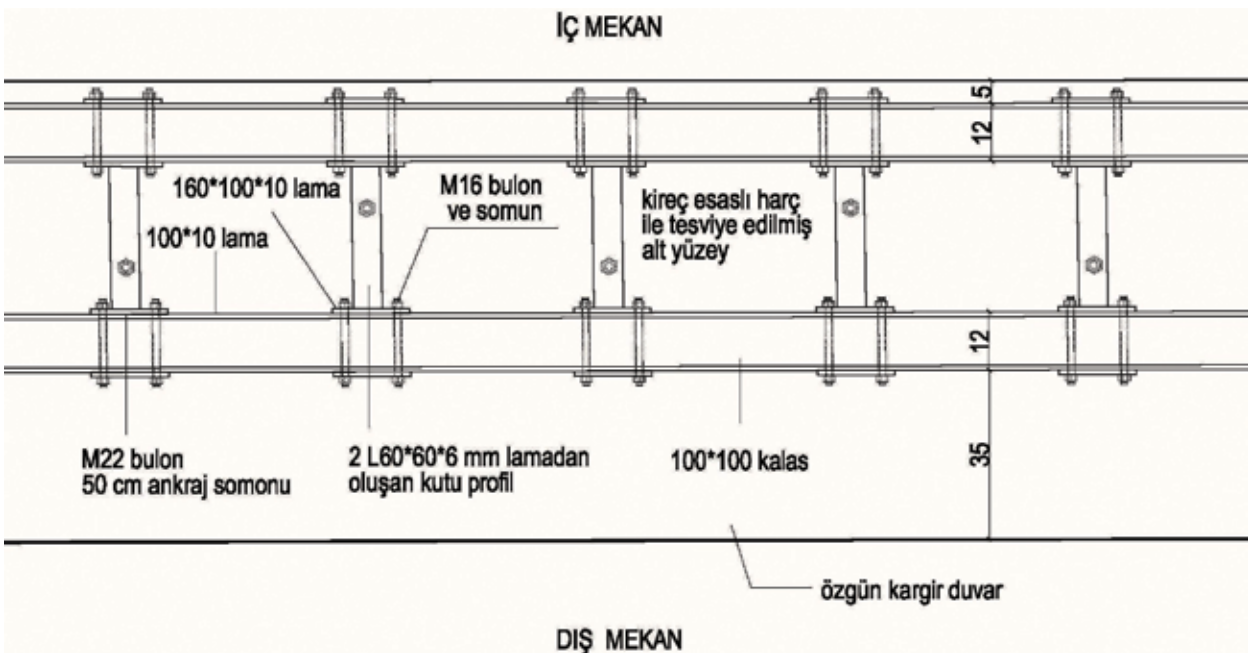 İÇ MEKAN
5
12
160*100*10 lama
M16 bulon
ve somun
kireç esaslı harç
ile tesviye edilmiş
alt yüzey
100*10 lama
12
M22 bulon
50 cm ankraj somonu
2 L60*60*6 mm lamadan
oluşan kutu profil
100*100 kalas
35
özgün kargir duvar
DIŞ MEKAN